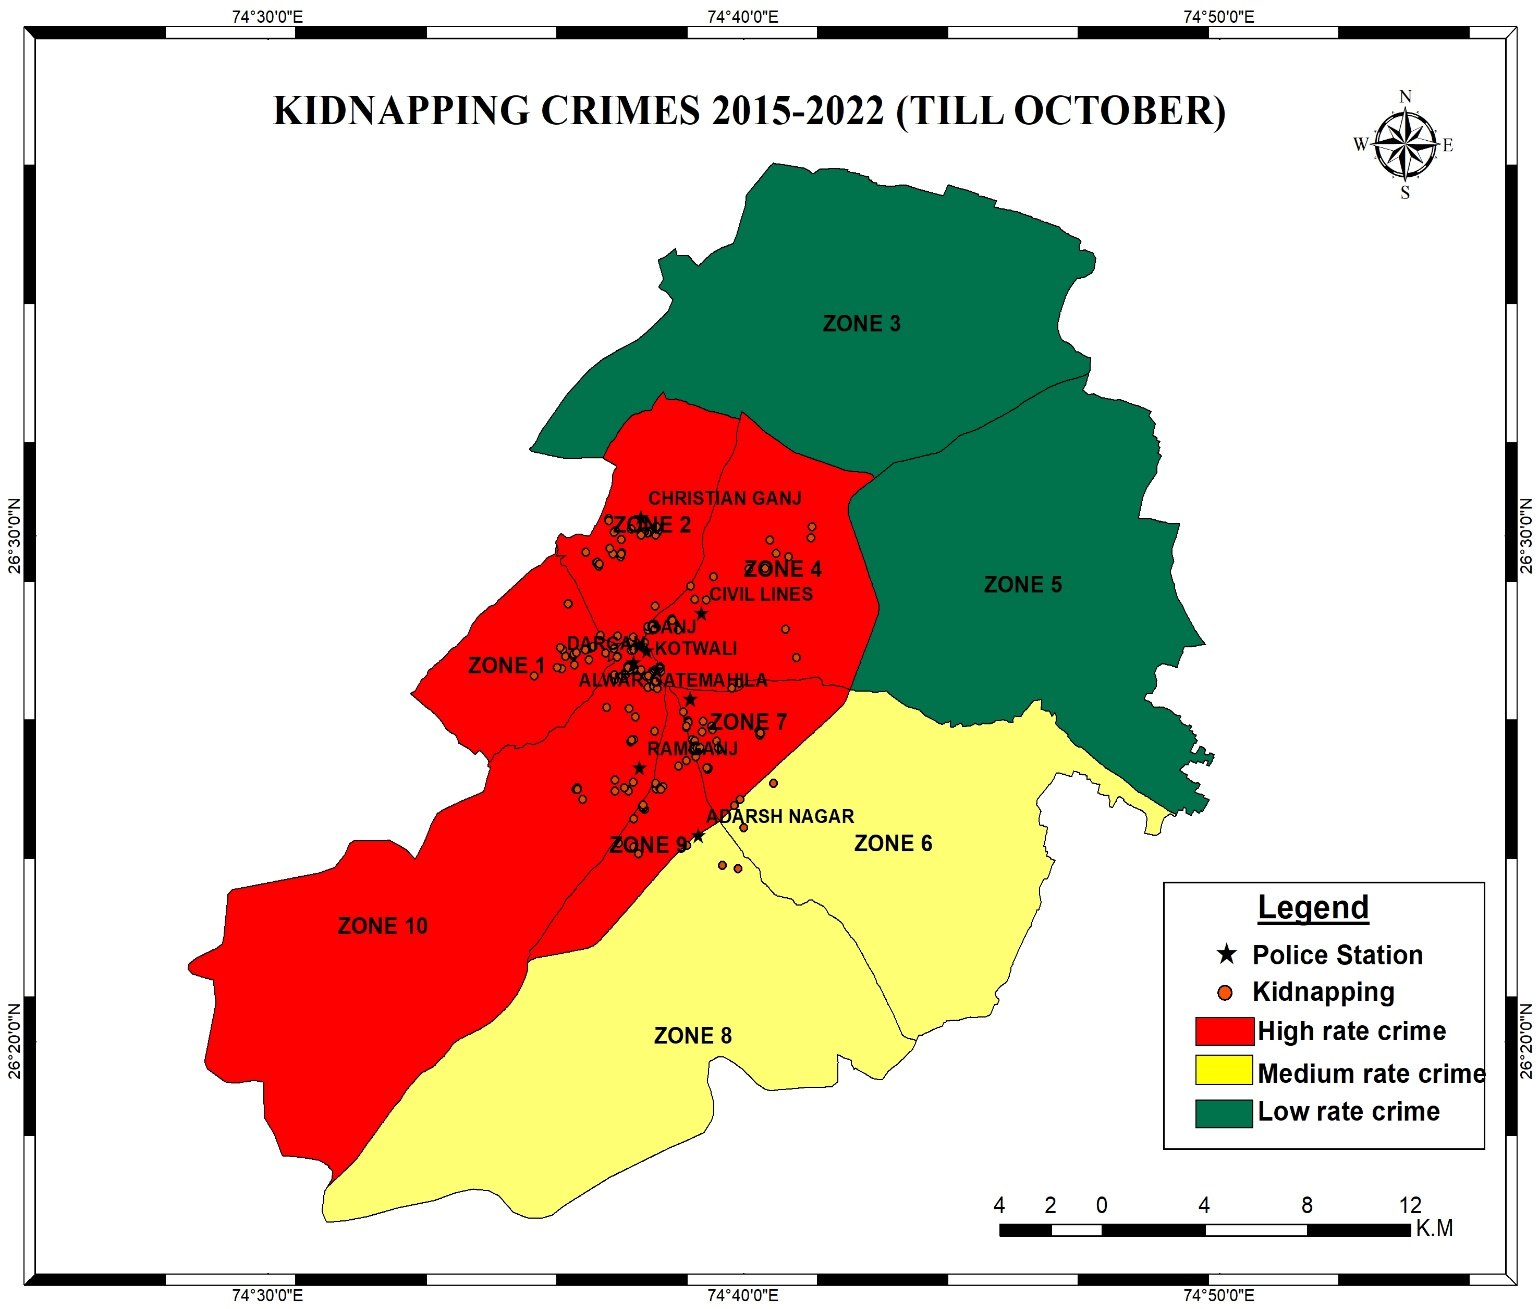 74°30'0"E 74°40'0"E 74°50'0"E
KIDNAPPING CRIMES 2015-2022 (TILL OCTOBER)
N
W E
S
ZONE 3
26°30'0"N 26°30'0"N
CHRISTIAN GANJ
ZONE 2
ZONE 4
ZONE 5
CIVIL LINES
GANJ
DARGAH KOTWALI
ZONE 1
ALWAR GATE MAHILA
ZONE 7
RAMGANJ
ADARSH NAGAR
ZONE 9 ZONE 6
ZONE 10
Legend
Police Station
Kidnapping
26°20'0"N 26°20'0"N
ZONE 8
High rate crime
Medium rate crime
Low rate crime
4 2 0 4 8 12
K.M
74°30'0"E 74°40'0"E 74°50'0"E